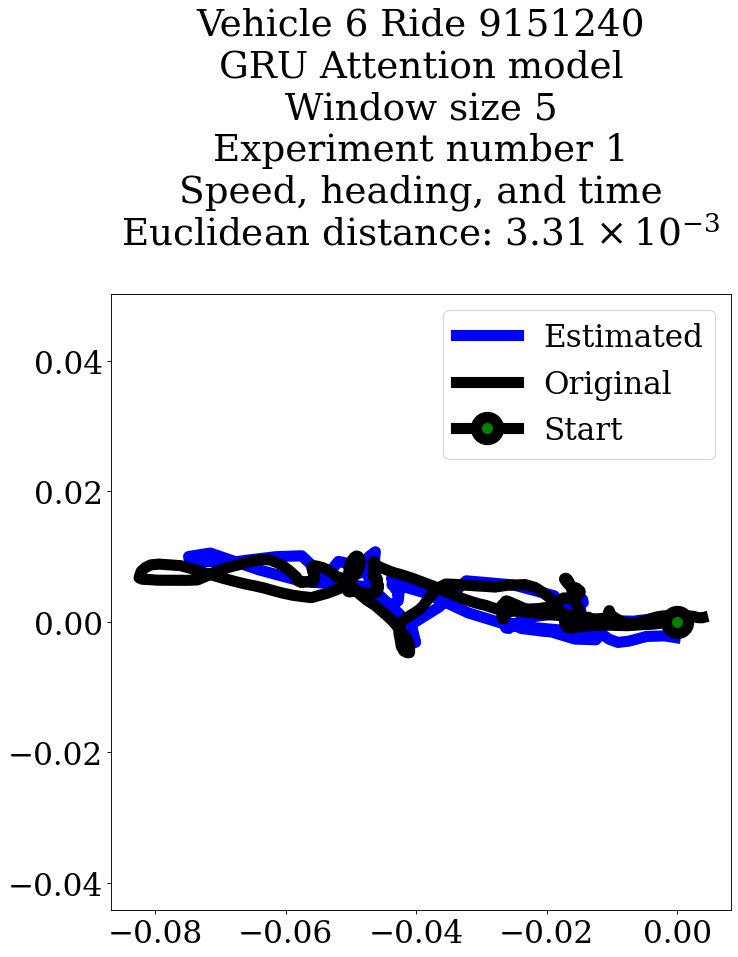 Vehicle 6 Ride 9151240
GRU Attention model
Window size 5
Experiment number 1
Speed, heading, and time
Euclidean distance: 3.31 × 10⁻³
Estimated
Original
Start
0.04
0.02
0.00
−0.02
−0.04
−0.08 −0.06 −0.04 −0.02 0.00